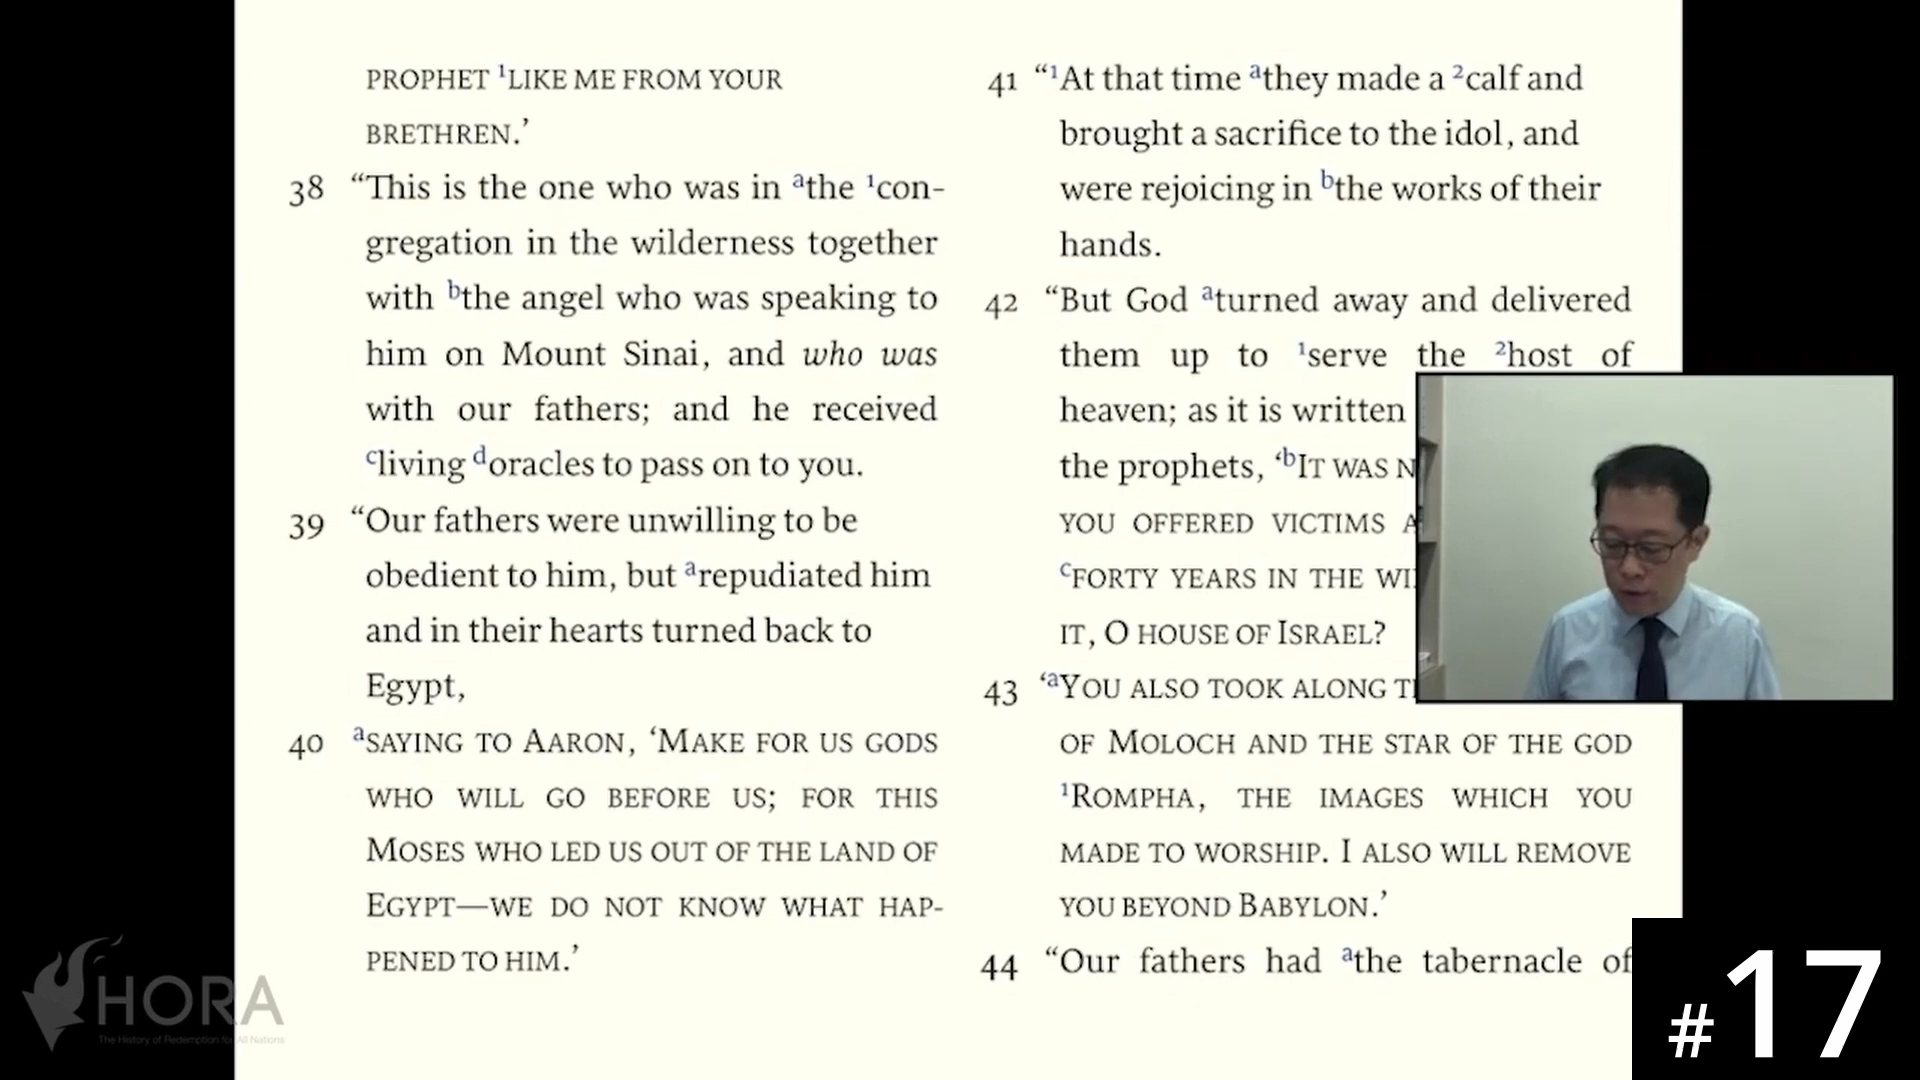 PROPHET ¹LIKE ME FROM YOUR
BRETHREN.’
38 “This is the one who was in ᵃthe ¹con-
gregation in the wilderness together
with ᵇthe angel who was speaking to
him on Mount Sinai, and who was
with our fathers; and he received
ᶜliving ᵈoracles to pass on to you.
39 “Our fathers were unwilling to be
obedient to him, but ᵃrepudiated him
and in their hearts turned back to
Egypt,
40 ᵃSAYING TO AARON, ‘MAKE FOR US GODS
WHO WILL GO BEFORE US; FOR THIS
MOSES WHO LED US OUT OF THE LAND OF
EGYPT—WE DO NOT KNOW WHAT HAP-
PENED TO HIM.’
41 “¹At that time ᵃthey made a ²calf and
brought a sacrifice to the idol, and
were rejoicing in ᵇthe works of their
hands.
42 “But God ᵃturned away and delivered
them up to ¹serve the ²host of
heaven; as it is written
the prophets, ‘ᵇIT WAS N
YOU OFFERED VICTIMS
ᶜFORTY YEARS IN THE WI
IT, O HOUSE OF ISRAEL?
43 ‘ᵃYOU ALSO TOOK ALONG
OF MOLOCH AND THE STAR OF THE GOD
¹ROMPHA, THE IMAGES WHICH YOU
MADE TO WORSHIP. I ALSO WILL REMOVE
YOU BEYOND BABYLON.’
44 “Our fathers had ᵃthe tabernacle of
HORA
The History of Redemption for All Nations
#17